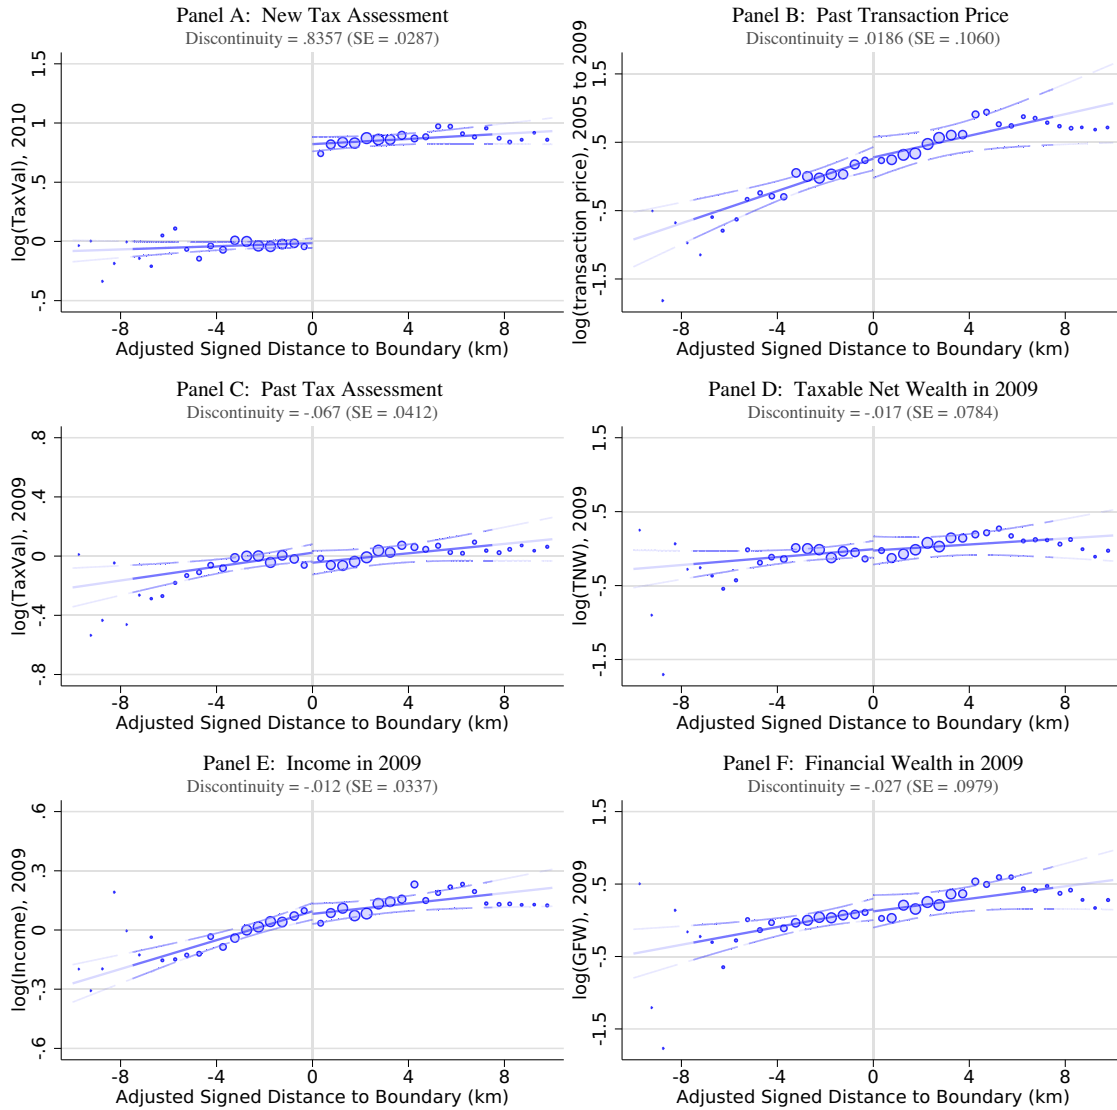 Panel A: New Tax Assessment
Discontinuity = .8357 (SE = .0287)
log(TaxVal), 2010
1.5
1
.5
0
-.5
-8 -4 0 4 8
Adjusted Signed Distance to Boundary (km)
Panel B: Past Transaction Price
Discontinuity = .0186 (SE = .1060)
log(transaction price), 2005 to 2009
1.5
.5
-.5
-1.5
-8 -4 0 4 8
Adjusted Signed Distance to Boundary (km)
Panel C: Past Tax Assessment
Discontinuity = -.067 (SE = .0412)
log(TaxVal), 2009
.8
.4
0
-.4
-.8
-8 -4 0 4 8
Adjusted Signed Distance to Boundary (km)
Panel D: Taxable Net Wealth in 2009
Discontinuity = -.017 (SE = .0784)
log(TNW), 2009
1.5
.5
-.5
-1.5
-8 -4 0 4 8
Adjusted Signed Distance to Boundary (km)
Panel E: Income in 2009
Discontinuity = -.012 (SE = .0337)
log(Income), 2009
.6
.3
0
-.3
-.6
-8 -4 0 4 8
Adjusted Signed Distance to Boundary (km)
Panel F: Financial Wealth in 2009
Discontinuity = -.027 (SE = .0979)
log(GFW), 2009
1.5
.5
-.5
-1.5
-8 -4 0 4 8
Adjusted Signed Distance to Boundary (km)